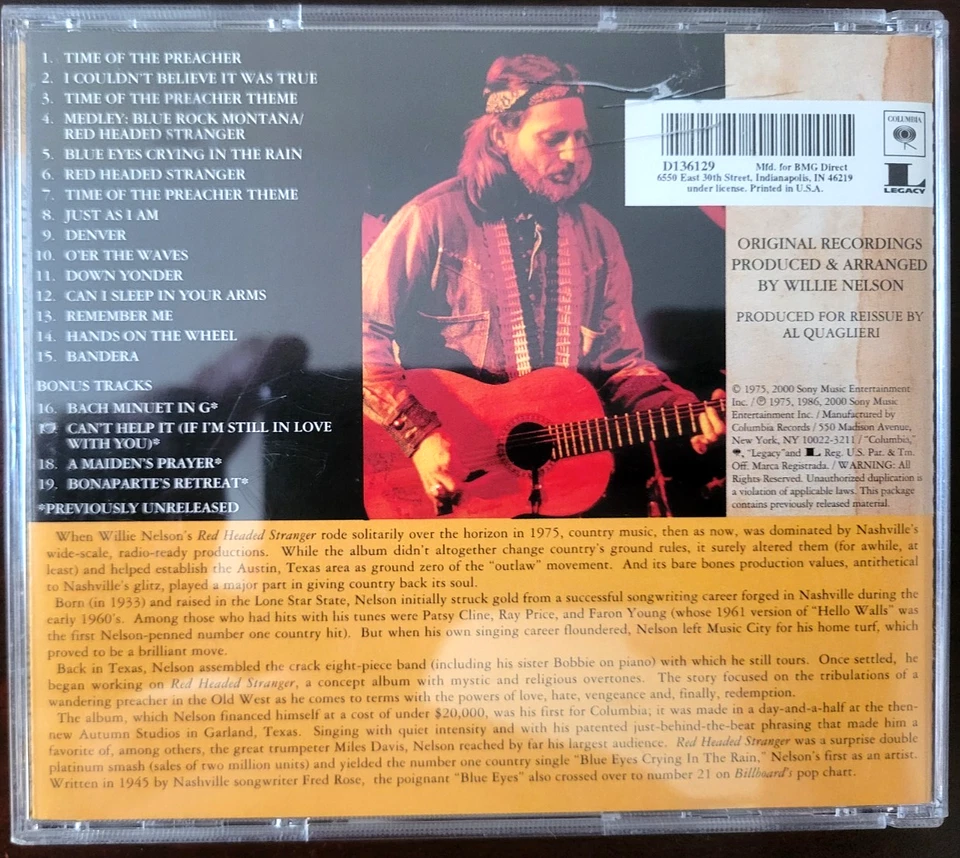 1. TIME OF THE PREACHER
2. I COULDN'T BELIEVE IT WAS TRUE
3. TIME OF THE PREACHER THEME
4. MEDLEY: BLUE ROCK MONTANA/
RED HEADED STRANGER
5. BLUE EYES CRYING IN THE RAIN
6. RED HEADED STRANGER
7. TIME OF THE PREACHER THEME
8. JUST AS I AM
9. DENVER
10. O'ER THE WAVES
11. DOWN YONDER
12. CAN I SLEEP IN YOUR ARMS
13. REMEMBER ME
14. HANDS ON THE WHEEL
15. BANDERA
BONUS TRACKS
16. BACH MINUET IN G*
17. CAN'T HELP IT (IF I'M STILL IN LOVE
WITH YOU)*
18. A MAIDEN'S PRAYER*
19. BONAPARTE'S RETREAT*
*PREVIOUSLY UNRELEASED
D136129 Mfd. for BMG Direct
6550 East 30th Street, Indianapolis, IN 46219
under license. Printed in U.S.A.
COLUMBIA
L
LEGACY
ORIGINAL RECORDINGS
PRODUCED & ARRANGED
BY WILLIE NELSON
PRODUCED FOR REISSUE BY
AL QUAGLIERI
© 1975, 2000 Sony Music Entertainment
Inc. / ℗ 1975, 1986, 2000 Sony Music
Entertainment Inc. / Manufactured by
Columbia Records / 550 Madison Avenue,
New York, NY 10022-3211 / "Columbia,"
, "Legacy" and L Reg. U.S. Pat. & Tm.
Off. Marca Registrada. / WARNING: All
Rights Reserved. Unauthorized duplication is
a violation of applicable laws. This package
contains previously released material.
When Willie Nelson's Red Headed Stranger rode solitarily over the horizon in 1975, country music, then as now, was dominated by Nashville's
wide-scale, radio-ready productions. While the album didn't altogether change country's ground rules, it surely altered them (for awhile, at
least) and helped establish the Austin, Texas area as ground zero of the "outlaw" movement. And its bare bones production values, antithetical
to Nashville's glitz, played a major part in giving country back its soul.
Born (in 1933) and raised in the Lone Star State, Nelson initially struck gold from a successful songwriting career forged in Nashville during the
early 1960's. Among those who had hits with his tunes were Patsy Cline, Ray Price, and Faron Young (whose 1961 version of "Hello Walls" was
the first Nelson-penned number one country hit). But when his own singing career floundered, Nelson left Music City for his home turf, which
proved to be a brilliant move.
Back in Texas, Nelson assembled the crack eight-piece band (including his sister Bobbie on piano) with which he still tours. Once settled, he
began working on Red Headed Stranger, a concept album with mystic and religious overtones. The story focused on the tribulations of a
wandering preacher in the Old West as he comes to terms with the powers of love, hate, vengeance and, finally, redemption.
The album, which Nelson financed himself at a cost of under $20,000, was his first for Columbia; it was made in a day-and-a-half at the then-
new Autumn Studios in Garland, Texas. Singing with quiet intensity and with his patented just-behind-the-beat phrasing that made him a
favorite of, among others, the great trumpeter Miles Davis, Nelson reached by far his largest audience. Red Headed Stranger was a surprise double
platinum smash (sales of two million units) and yielded the number one country single "Blue Eyes Crying In The Rain," Nelson's first as an artist.
Written in 1945 by Nashville songwriter Fred Rose, the poignant "Blue Eyes" also crossed over to number 21 on Billboard's pop chart.